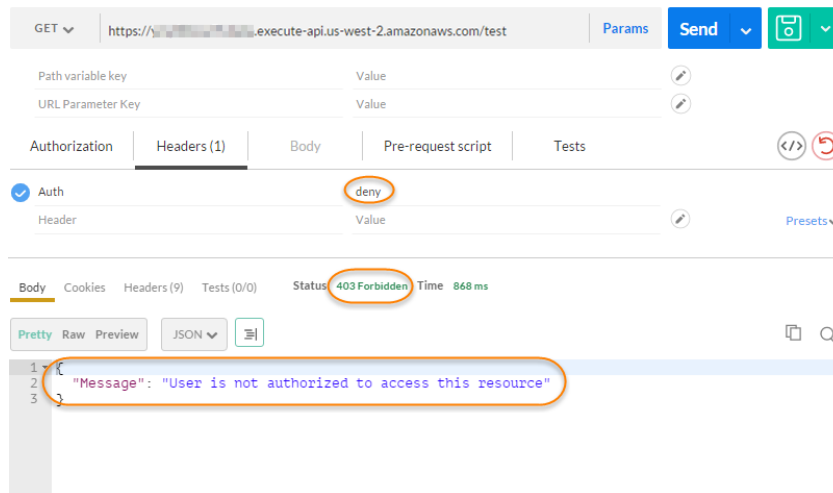 GET https:// .execute-api.us-west-2.amazonaws.com/test Params Send
Path variable key Value
URL Parameter Key Value
Authorization Headers (1) Body Pre-request script Tests </>
Auth deny
Header Value Presets
Body Cookies Headers (9) Tests (0/0) Status 403 Forbidden Time 868 ms
Pretty Raw Preview JSON
1 {
2 "Message": "User is not authorized to access this resource"
3 }